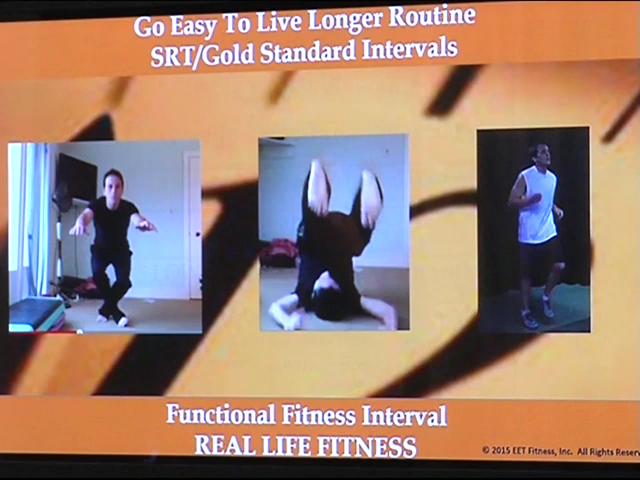 Go Easy To Live Longer Routine
SRT/Gold Standard Intervals
Functional Fitness Interval
REAL LIFE FITNESS
© 2015 EET Fitness, Inc. All Rights Reserv